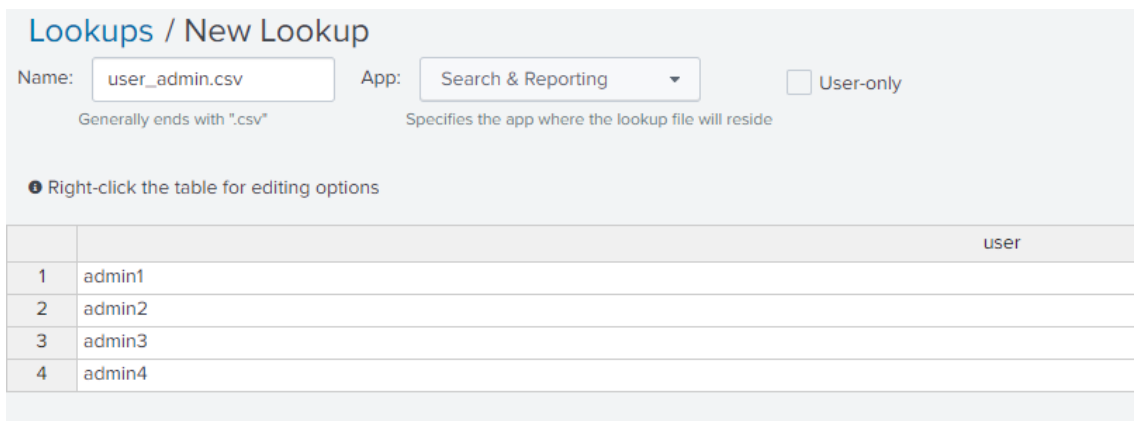 Lookups / New Lookup
Name: user_admin.csv App: Search & Reporting User-only
Generally ends with ".csv" Specifies the app where the lookup file will reside
Right-click the table for editing options
user
1 admin1
2 admin2
3 admin3
4 admin4